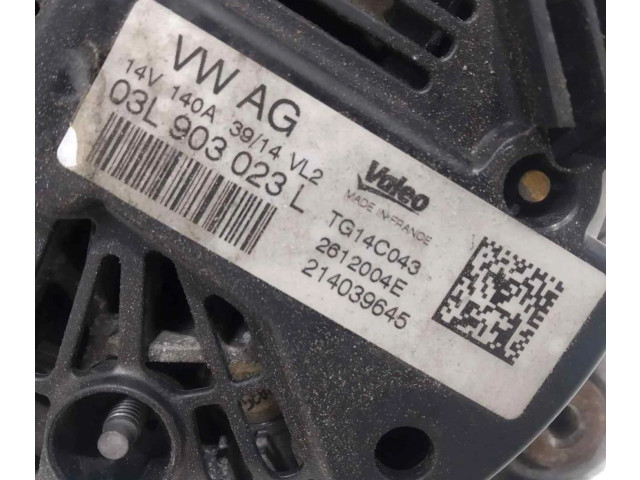 VW AG
14V 140A 39/14 VL2
03L 903 023 L
Valeo
MADE IN FRANCE
TG14C043
2612004E
214039645